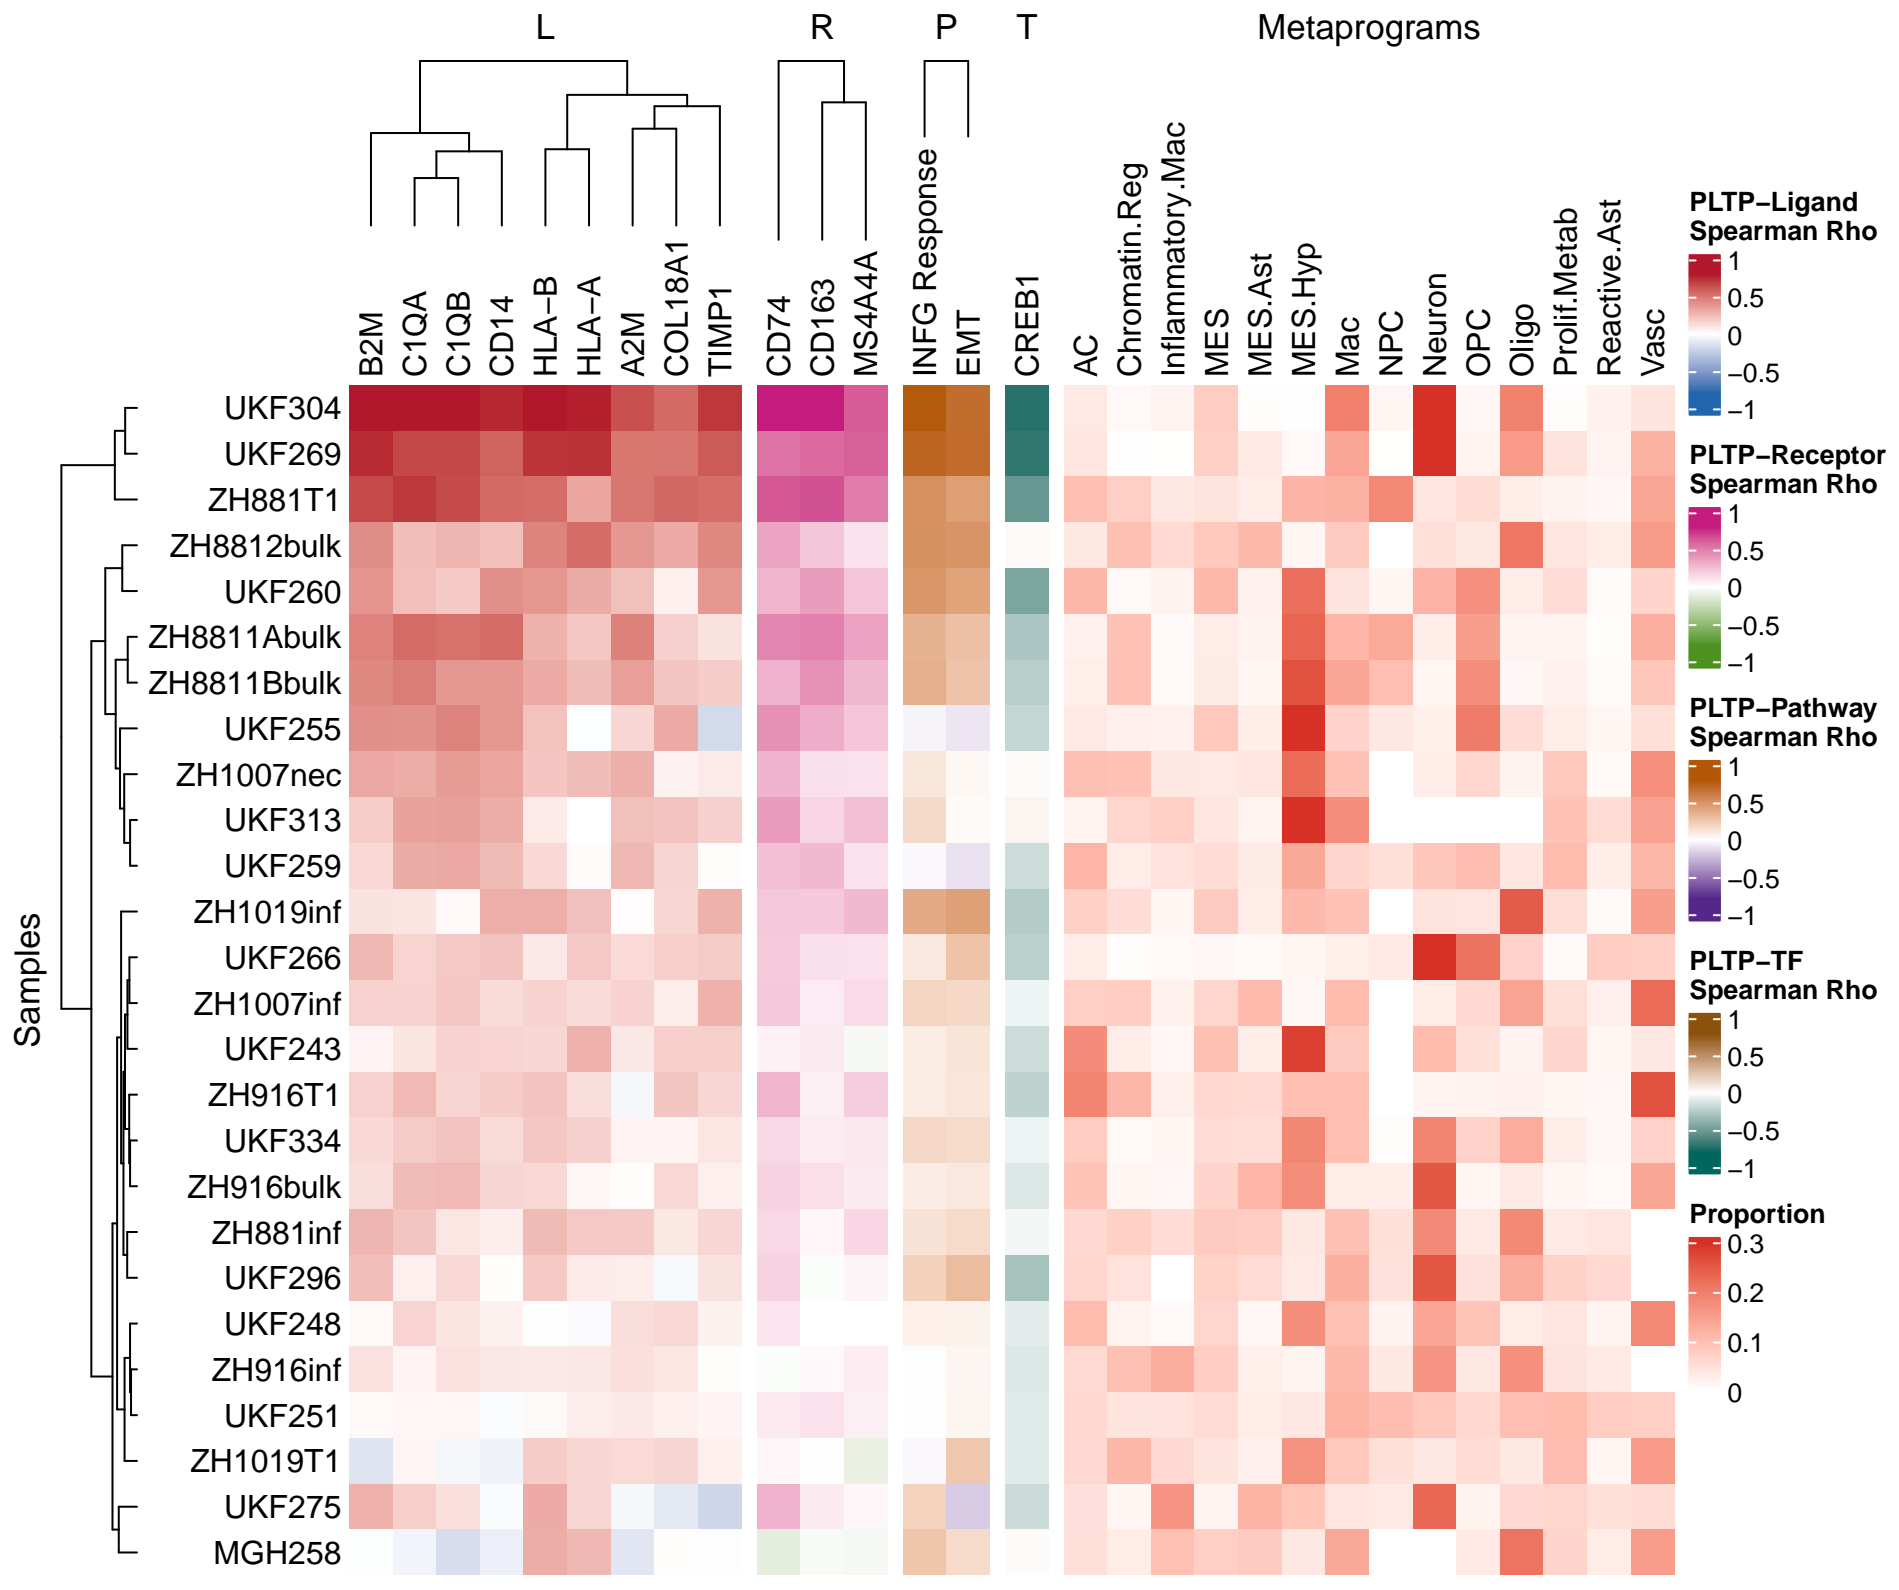 L
R
P
T
Metaprograms
B2M
C1QA
C1QB
CD14
HLA−B
HLA−A
A2M
COL18A1
TIMP1
CD74
CD163
MS4A4A
INFG Response
EMT
CREB1
AC
Chromatin.Reg
Inflammatory.Mac
MES
MES.Ast
MES.Hyp
Mac
NPC
Neuron
OPC
Oligo
Prolif.Metab
Reactive.Ast
Vasc
Samples
UKF304
UKF269
ZH881T1
ZH8812bulk
UKF260
ZH8811Abulk
ZH8811Bbulk
UKF255
ZH1007nec
UKF313
UKF259
ZH1019inf
UKF266
ZH1007inf
UKF243
ZH916T1
UKF334
ZH916bulk
ZH881inf
UKF296
UKF248
ZH916inf
UKF251
ZH1019T1
UKF275
MGH258
PLTP−Ligand
Spearman Rho
1
0.5
0
−0.5
−1
PLTP−Receptor
Spearman Rho
1
0.5
0
−0.5
−1
PLTP−Pathway
Spearman Rho
1
0.5
0
−0.5
−1
PLTP−TF
Spearman Rho
1
0.5
0
−0.5
−1
Proportion
0.3
0.2
0.1
0